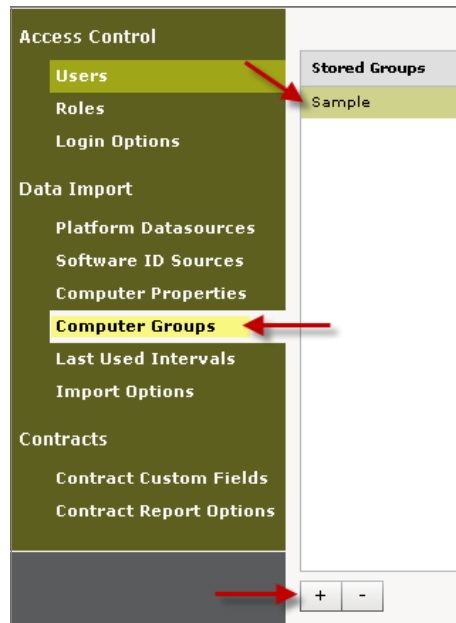 Access Control
Users
Roles
Login Options
Data Import
Platform Datasources
Software ID Sources
Computer Properties
Computer Groups
Last Used Intervals
Import Options
Contracts
Contract Custom Fields
Contract Report Options
Stored Groups
Sample
+ -